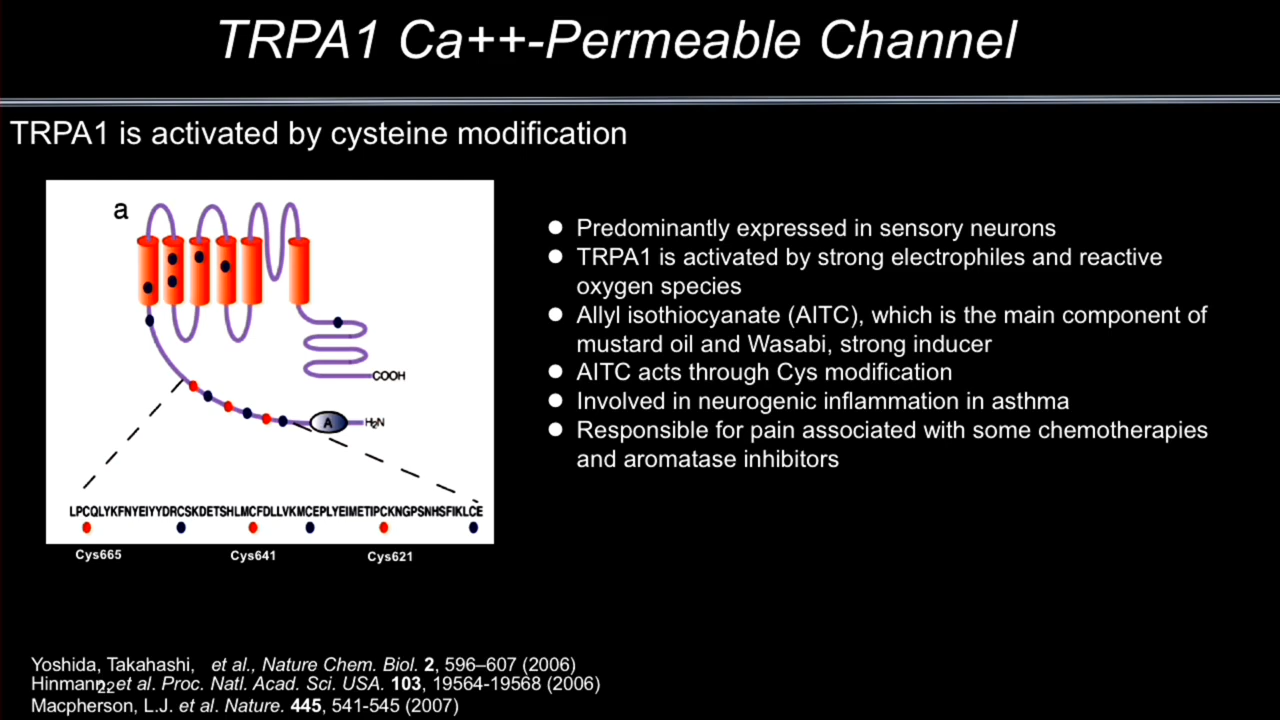 TRPA1 Ca++-Permeable Channel
TRPA1 is activated by cysteine modification
a
COOH
A
H2N
LPCQLYKFNYEIYYDRCSKDETSHLMCFDLLVKMCEPLYEIMETIPCKNGPSNHSFIKLCE
Cys665 Cys641 Cys621
● Predominantly expressed in sensory neurons
● TRPA1 is activated by strong electrophiles and reactive
oxygen species
● Allyl isothiocyanate (AITC), which is the main component of
mustard oil and Wasabi, strong inducer
● AITC acts through Cys modification
● Involved in neurogenic inflammation in asthma
● Responsible for pain associated with some chemotherapies
and aromatase inhibitors
Yoshida, Takahashi, et al., Nature Chem. Biol. 2, 596–607 (2006)
Hinmann, et al. Proc. Natl. Acad. Sci. USA. 103, 19564-19568 (2006)
22
Macpherson, L.J. et al. Nature. 445, 541-545 (2007)